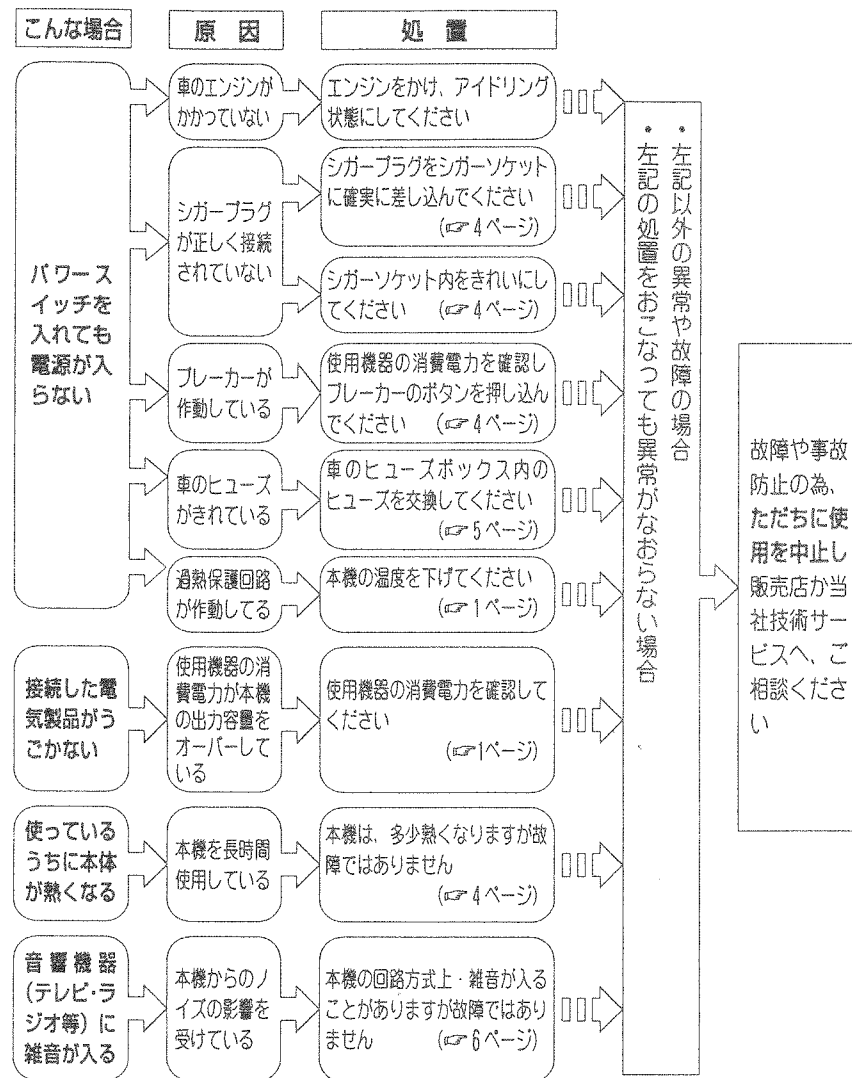 こんな場合
原 因
処 置
パワース
イッチを
入れても
電源が入
らない
車のエンジンが
かかっていない
エンジンをかけ、アイドリング
状態にしてください
シガープラグ
が正しく接続
されていない
シガープラグをシガーソケット
に確実に差し込んでください
(☞4ページ)
シガーソケット内をきれいにし
てください (☞4ページ)
ブレーカーが
作動している
使用機器の消費電力を確認し
ブレーカーのボタンを押し込ん
でください (☞4ページ)
車のヒューズ
がきれている
車のヒューズボックス内の
ヒューズを交換してください
(☞5ページ)
過熱保護回路
が作動してる
本機の温度を下げてください
(☞1ページ)
接続した電
気製品がう
ごかない
使用機器の消
費電力が本機
の出力容量を
オーバーして
いる
使用機器の消費電力を確認して
ください
(☞1ページ)
使っている
うちに本体
が熱くなる
本機を長時間
使用している
本機は、多少熱くなりますが故
障ではありません
(☞4ページ)
音響機器
(テレビ・ラ
ジオ等)に
雑音が入る
本機からのノ
イズの影響を
受けている
本機の回路方式上・雑音が入る
ことがありますが故障ではあり
ません (☞6ページ)
・左記以外の異常や故障の場合
・左記の処置をおこなっても異常がなおらない場合
故障や事故
防止の為、
ただちに使
用を中止し
販売店か当
社技術サー
ビスへ、ご
相談くださ
い